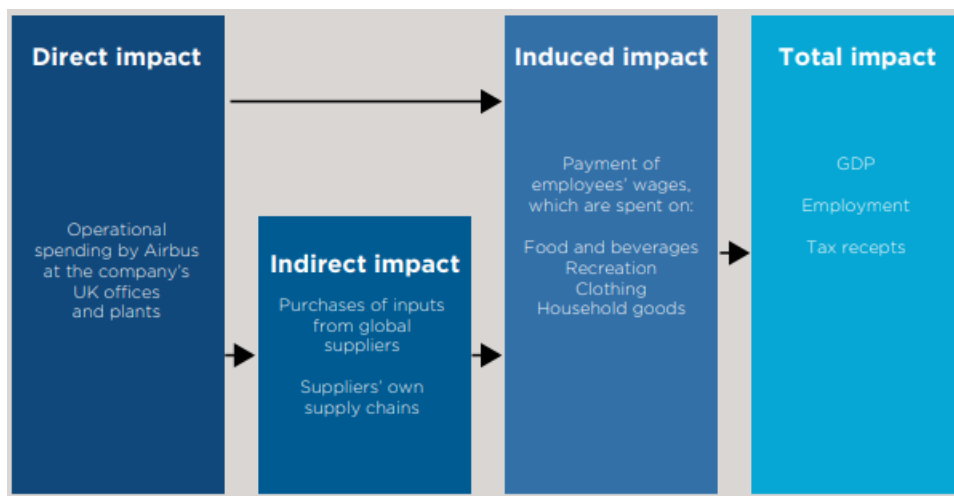 Direct impact
Operational
spending by Airbus
at the company's
UK offices
and plants
Indirect impact
Purchases of inputs
from global
suppliers
Suppliers' own
supply chains
Induced impact
Payment of
employees' wages,
which are spent on:
Food and beverages
Recreation
Clothing
Household goods
Total impact
GDP
Employment
Tax recepts